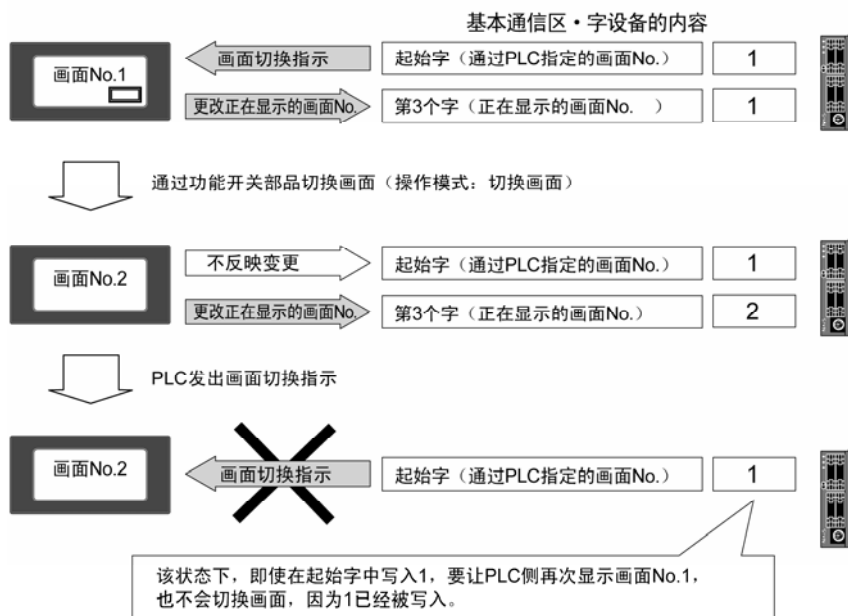 基本通信区·字设备的内容
画面No.1
画面切换指示
起始字（通过PLC指定的画面No.）
1
更改正在显示的画面No.
第3个字（正在显示的画面No. ）
1
通过功能开关部品切换画面（操作模式：切换画面）
画面No.2
不反映变更
起始字（通过PLC指定的画面No.）
1
更改正在显示的画面No.
第3个字（正在显示的画面No.）
2
PLC发出画面切换指示
画面No.2
画面切换指示
起始字（通过PLC指定的画面No.）
1
该状态下，即使在起始字中写入1，要让PLC侧再次显示画面No.1，
也不会切换画面，因为1已经被写入。